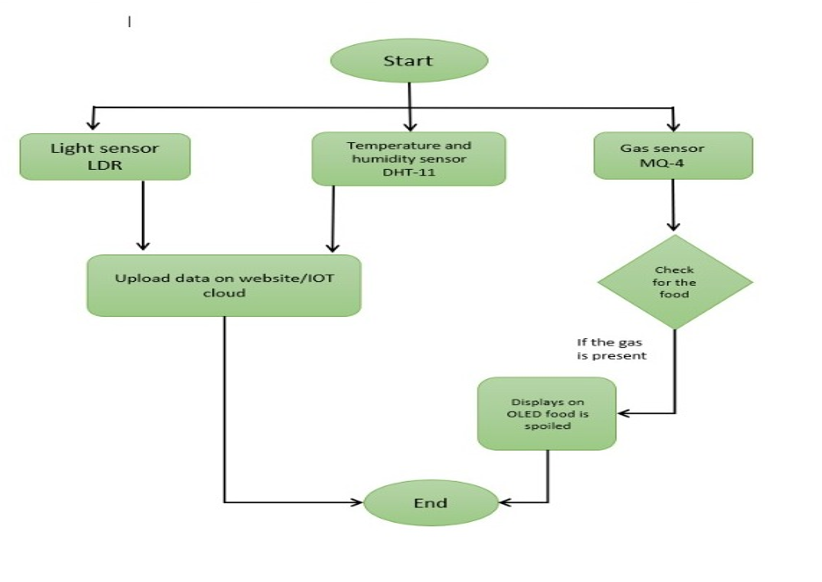 Start
Light sensor
LDR
Temperature and
humidity sensor
DHT-11
Gas sensor
MQ-4
Upload data on website/IOT
cloud
Check
for the
food
If the gas
is present
Displays on
OLED food is
spoiled
End